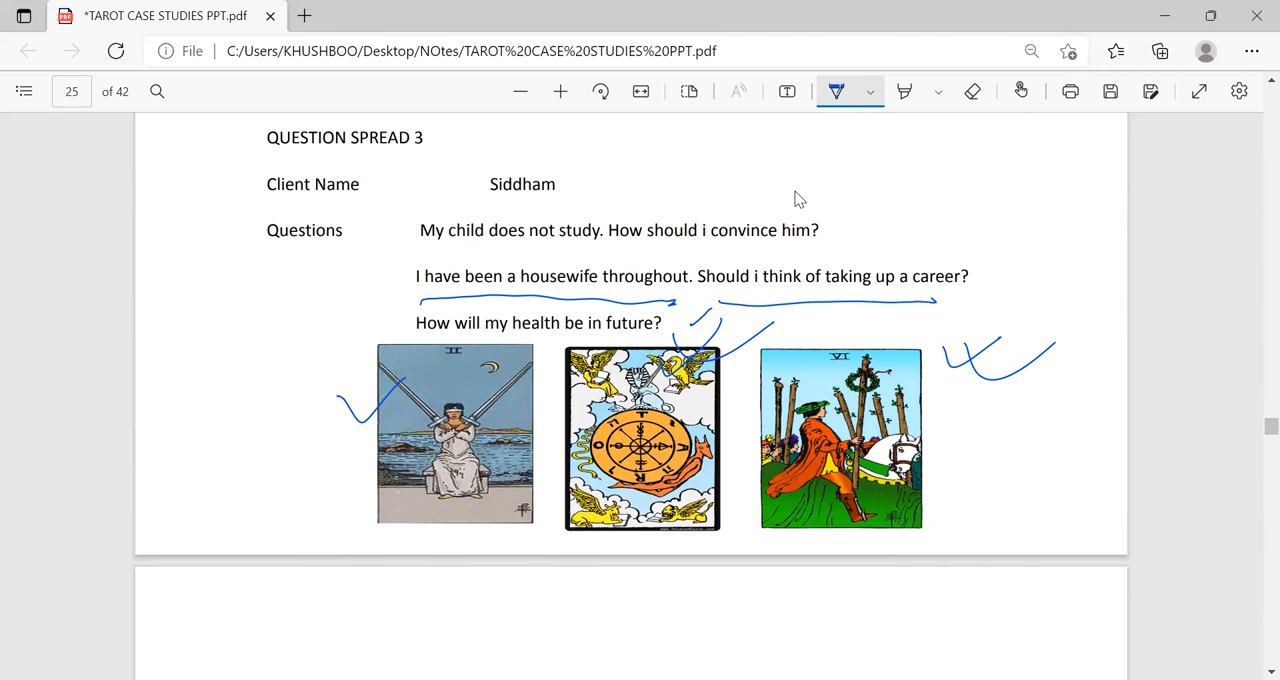 *TAROT CASE STUDIES PPT.pdf
File C:/Users/KHUSHBOO/Desktop/NOtes/TAROT%20CASE%20STUDIES%20PPT.pdf
25 of 42
QUESTION SPREAD 3
Client Name Siddham
Questions My child does not study. How should i convince him?
I have been a housewife throughout. Should i think of taking up a career?
How will my health be in future?
II VI